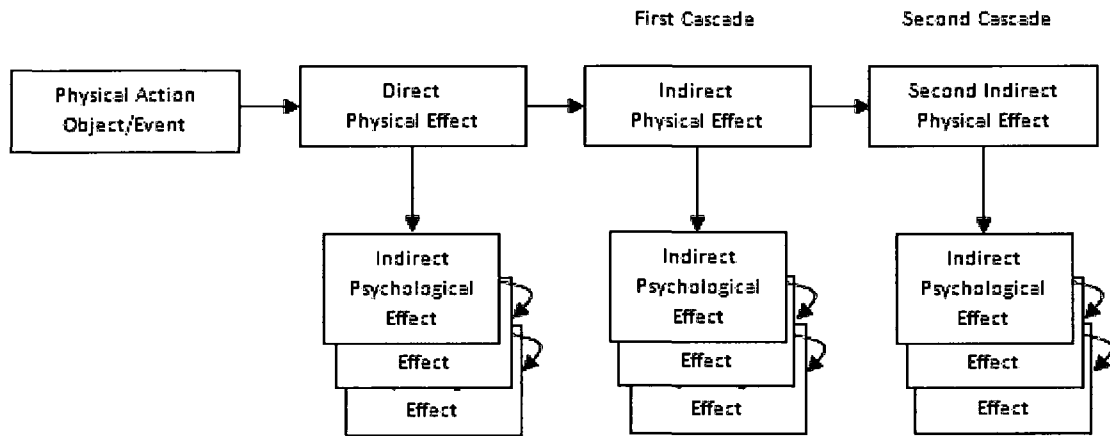 First Cascade
Second Cascade
Physical Action
Object/Event
Direct
Physical Effect
Indirect
Physical Effect
Second Indirect
Physical Effect
Indirect
Psychological
Effect
Effect
Effect
Indirect
Psychological
Effect
Effect
Effect
Indirect
Psychological
Effect
Effect
Effect